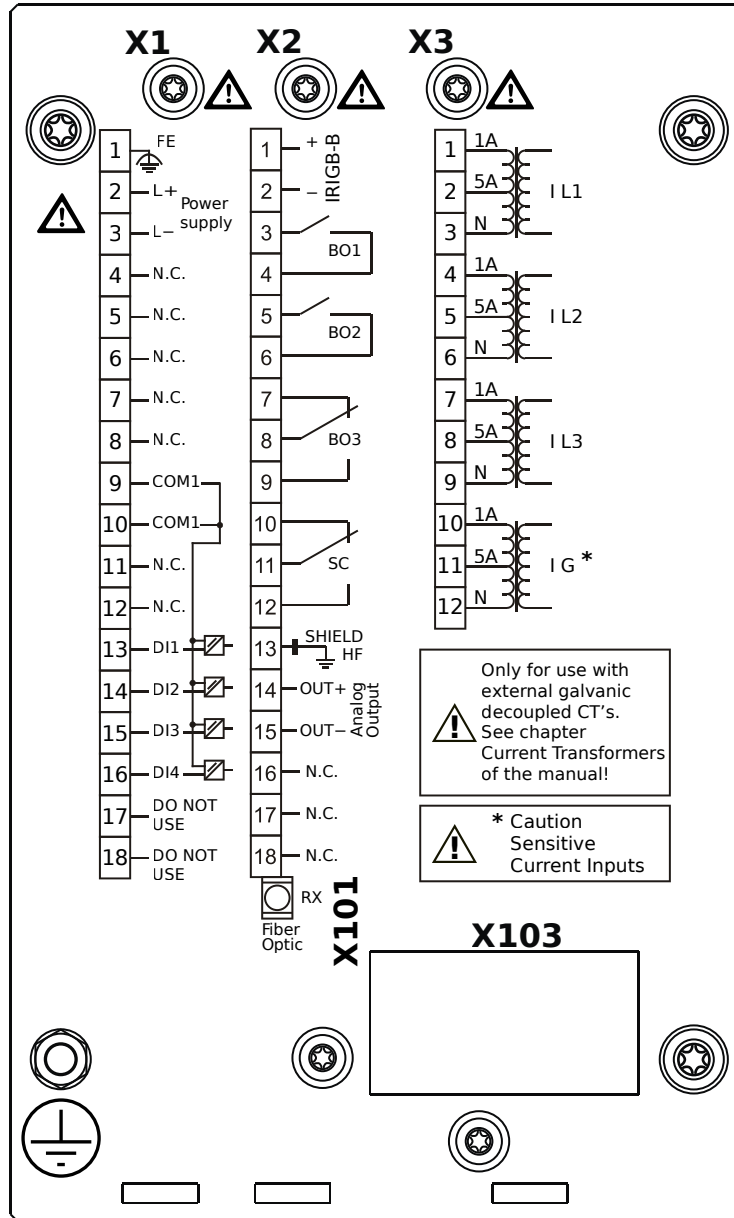 X1
X2
X3
1 FE
2 L+ Power
supply
3 L−
4 N.C.
5 N.C.
6 N.C.
7 N.C.
8 N.C.
9 COM1
10 COM1
11 N.C.
12 N.C.
13 DI1
14 DI2
15 DI3
16 DI4
17 DO NOT
USE
18 DO NOT
USE
1 +
IRIGB-B
2 −
3
BO1
4
5
BO2
6
7
8 BO3
9
10
11 SC
12
13 SHIELD
HF
14 OUT+
Analog
Output
15 OUT−
16 N.C.
17 N.C.
18 N.C.
RX
Fiber
Optic
X101
1 1A
2 5A I L1
3 N
4 1A
5 5A I L2
6 N
7 1A
8 5A I L3
9 N
10 1A
11 5A I G *
12 N
! Only for use with
external galvanic
decoupled CT's.
See chapter
Current Transformers
of the manual!
! * Caution
Sensitive
Current Inputs
X103